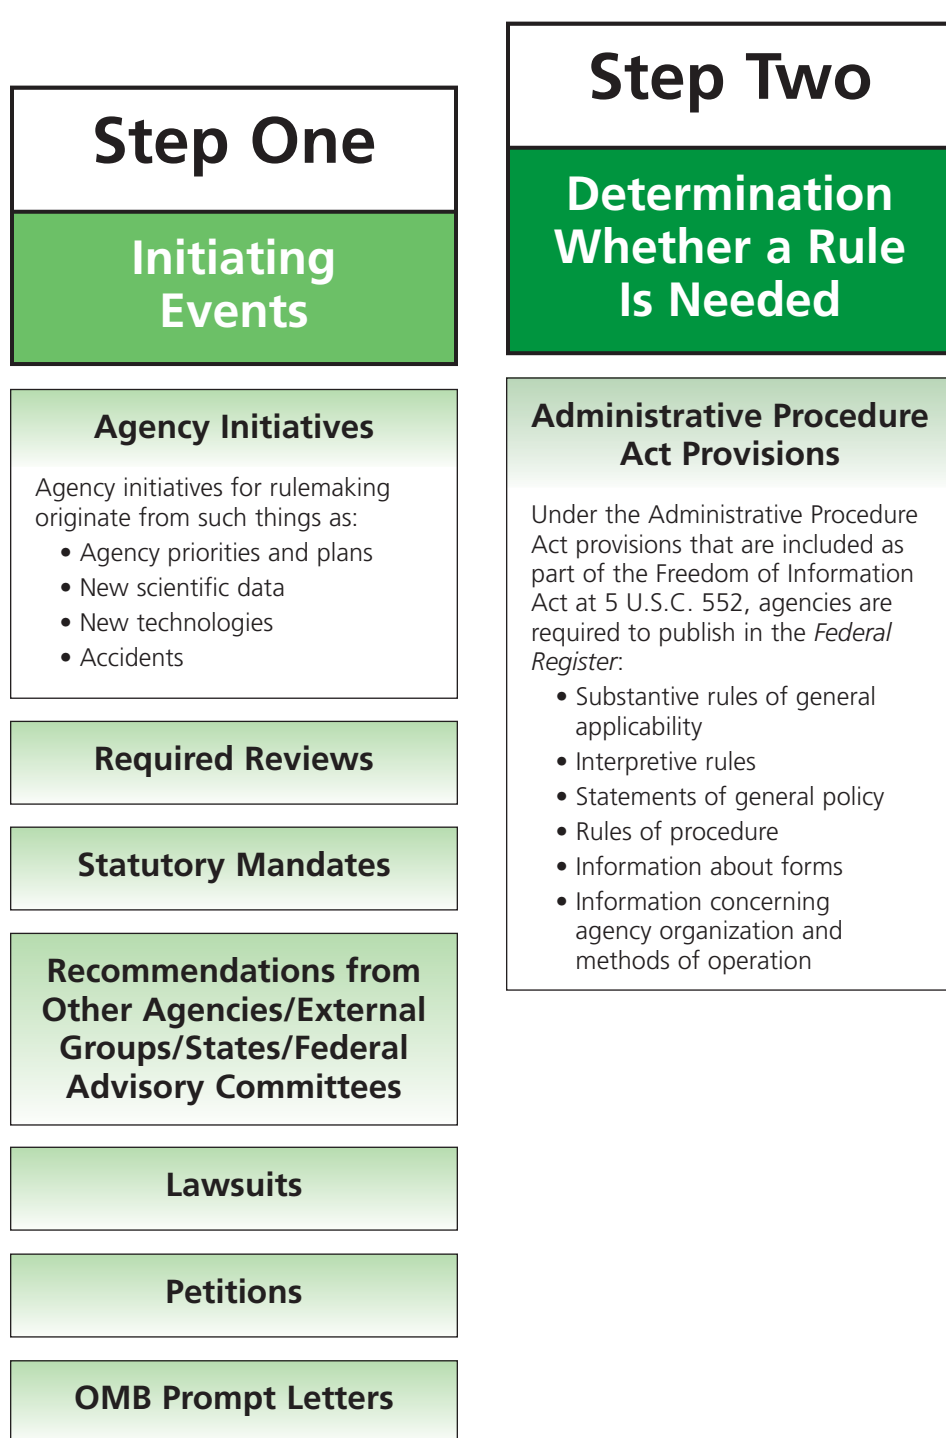 Step One
Initiating
Events
Agency Initiatives
Agency initiatives for rulemaking
originate from such things as:
• Agency priorities and plans
• New scientific data
• New technologies
• Accidents
Required Reviews
Statutory Mandates
Recommendations from
Other Agencies/External
Groups/States/Federal
Advisory Committees
Lawsuits
Petitions
OMB Prompt Letters
Step Two
Determination
Whether a Rule
Is Needed
Administrative Procedure
Act Provisions
Under the Administrative Procedure
Act provisions that are included as
part of the Freedom of Information
Act at 5 U.S.C. 552, agencies are
required to publish in the Federal
Register:
• Substantive rules of general
applicability
• Interpretive rules
• Statements of general policy
• Rules of procedure
• Information about forms
• Information concerning
agency organization and
methods of operation